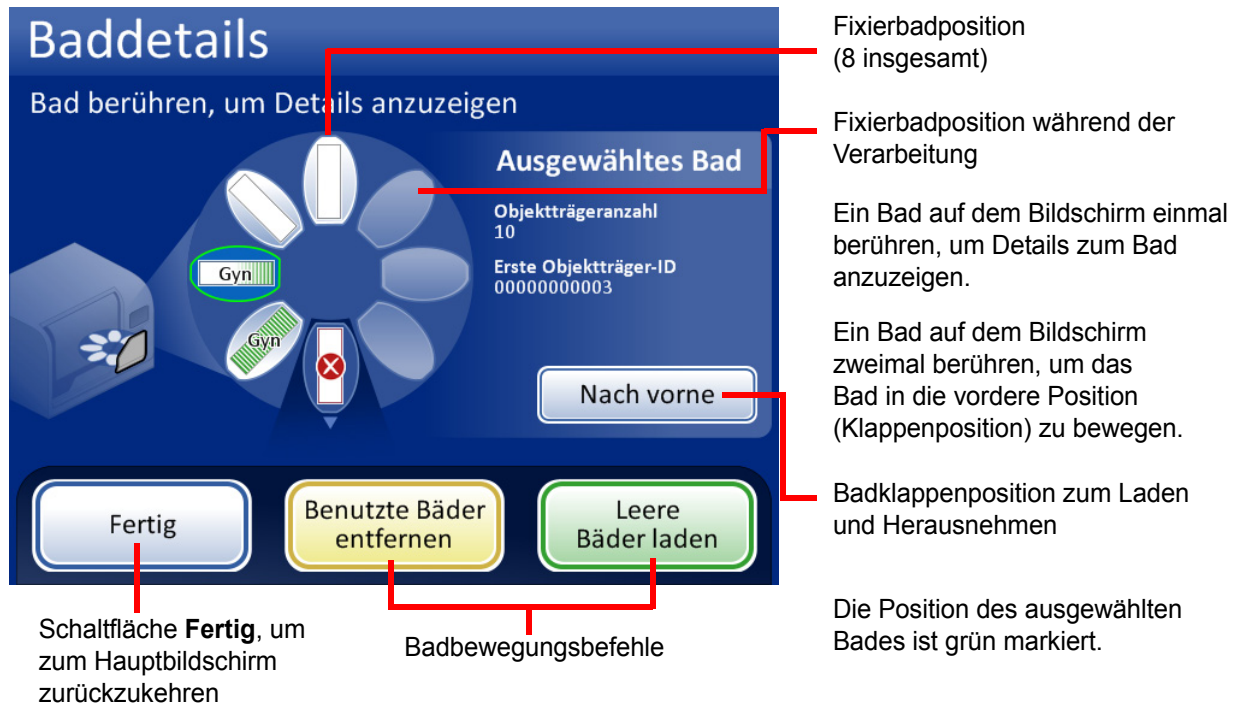 Baddetails
Bad berühren, um Details anzuzeigen
Gyn
Gyn
Ausgewähltes Bad
Objektträgeranzahl
10
Erste Objektträger-ID
00000000003
Nach vorne
Fertig
Benutzte Bäder
entfernen
Leere
Bäder laden
Fixierbadposition
(8 insgesamt)
Fixierbadposition während der
Verarbeitung
Ein Bad auf dem Bildschirm einmal
berühren, um Details zum Bad
anzuzeigen.
Ein Bad auf dem Bildschirm
zweimal berühren, um das
Bad in die vordere Position
(Klappenposition) zu bewegen.
Badklappenposition zum Laden
und Herausnehmen
Die Position des ausgewählten
Bades ist grün markiert.
Schaltfläche Fertig, um
zum Hauptbildschirm
zurückzukehren
Badbewegungsbefehle